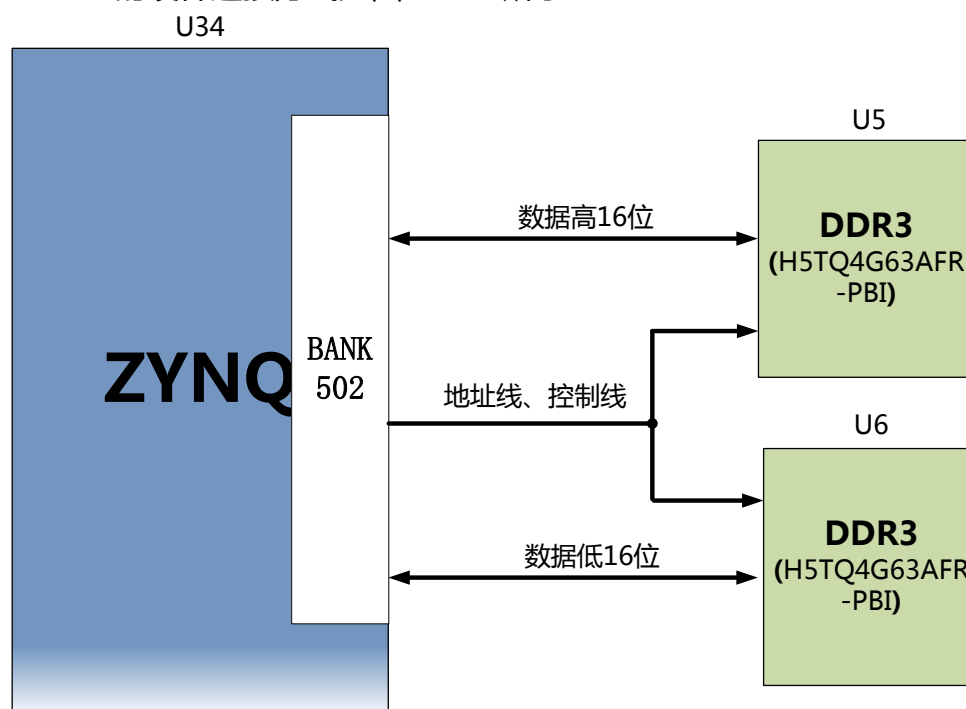 U34
U5
数据高16位
DDR3
(H5TQ4G63AFR
-PBI)
ZYNQ
BANK
502
地址线、控制线
U6
数据低16位
DDR3
(H5TQ4G63AFR
-PBI)